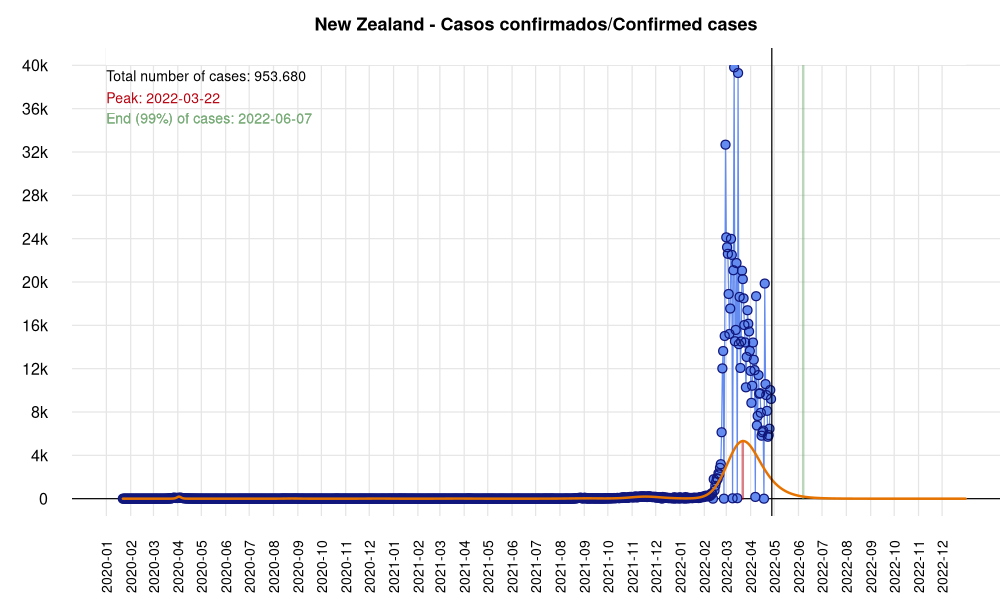 New Zealand - Casos confirmados/Confirmed cases
Total number of cases: 953.680
Peak: 2022-03-22
End (99%) of cases: 2022-06-07
40k
36k
32k
28k
24k
20k
16k
12k
8k
4k
0
2020-01
2020-02
2020-03
2020-04
2020-05
2020-06
2020-07
2020-08
2020-09
2020-10
2020-11
2020-12
2021-01
2021-02
2021-03
2021-04
2021-05
2021-06
2021-07
2021-08
2021-09
2021-10
2021-11
2021-12
2022-01
2022-02
2022-03
2022-04
2022-05
2022-06
2022-07
2022-08
2022-09
2022-10
2022-11
2022-12